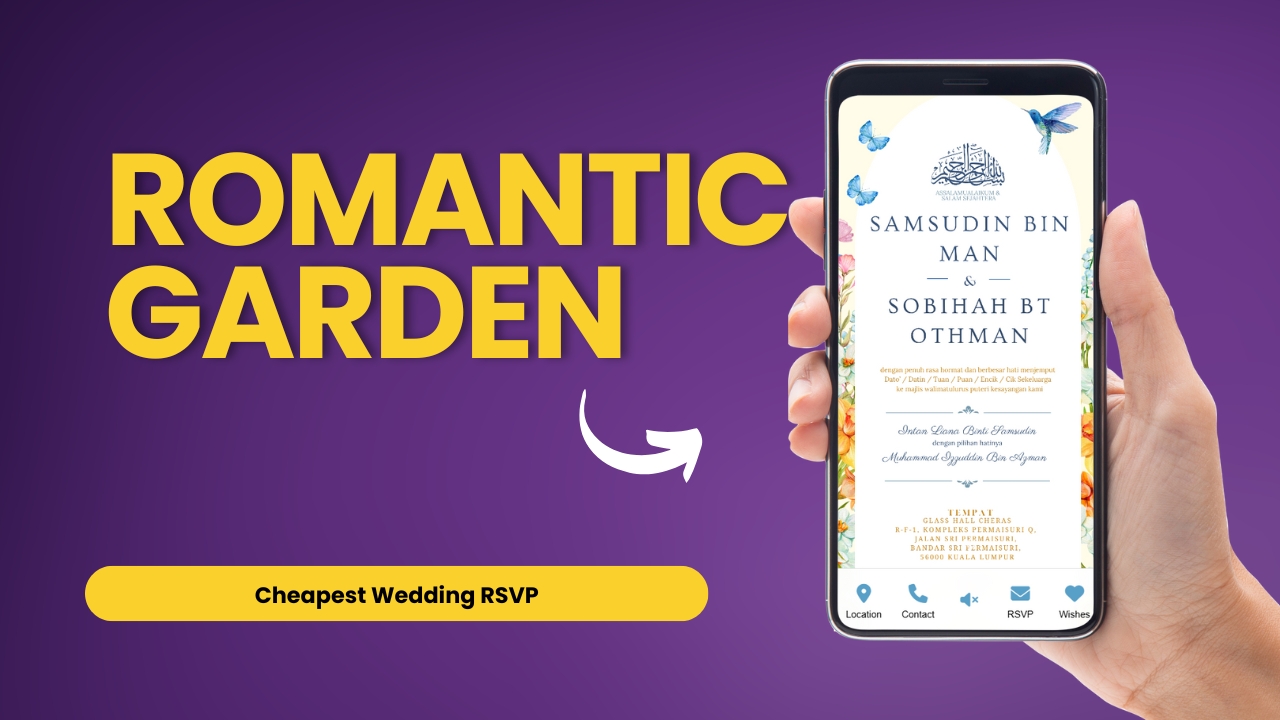 ROMANTIC
GARDEN
Cheapest Wedding RSVP
ASSALAMUALAIKUM &
SALAM SEJAHTERA
SAMSUDIN BIN
MAN
&
SOBIHAH BT
OTHMAN
dengan penuh rasa hormat dan berbesar hati menjemput
Dato' / Datin / Tuan / Puan / Encik / Cik Sekeluarga
ke majlis walimatulurus puteri kesayangan kami
Intan Liana Binti Samsudin
dengan pilihan hatinya
Muhammad Izzuddin Bin Azman
TEMPAT
GLASS HALL CHERAS
R-F-1, KOMPLEKS PERMAISURI Q,
JALAN SRI PERMAISURI,
BANDAR SRI PERMAISURI,
56000 KUALA LUMPUR
Location Contact RSVP Wishes